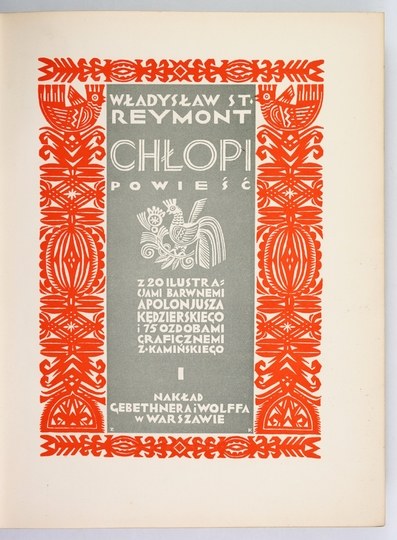 WŁADYSŁAW ST.
REYMONT
CHŁOPI
POWIEŚĆ
Z 20 ILUSTRA=
CJAMI BARWNEMI
APOLONJUSZA
KĘDZIERSKIEGO
i 75 OZDOBAMI
GRAFICZNEMI
Z·KAMIŃSKIEGO
I
NAKŁAD
GEBETHNERA i WOLFFA
w WARSZAWIE